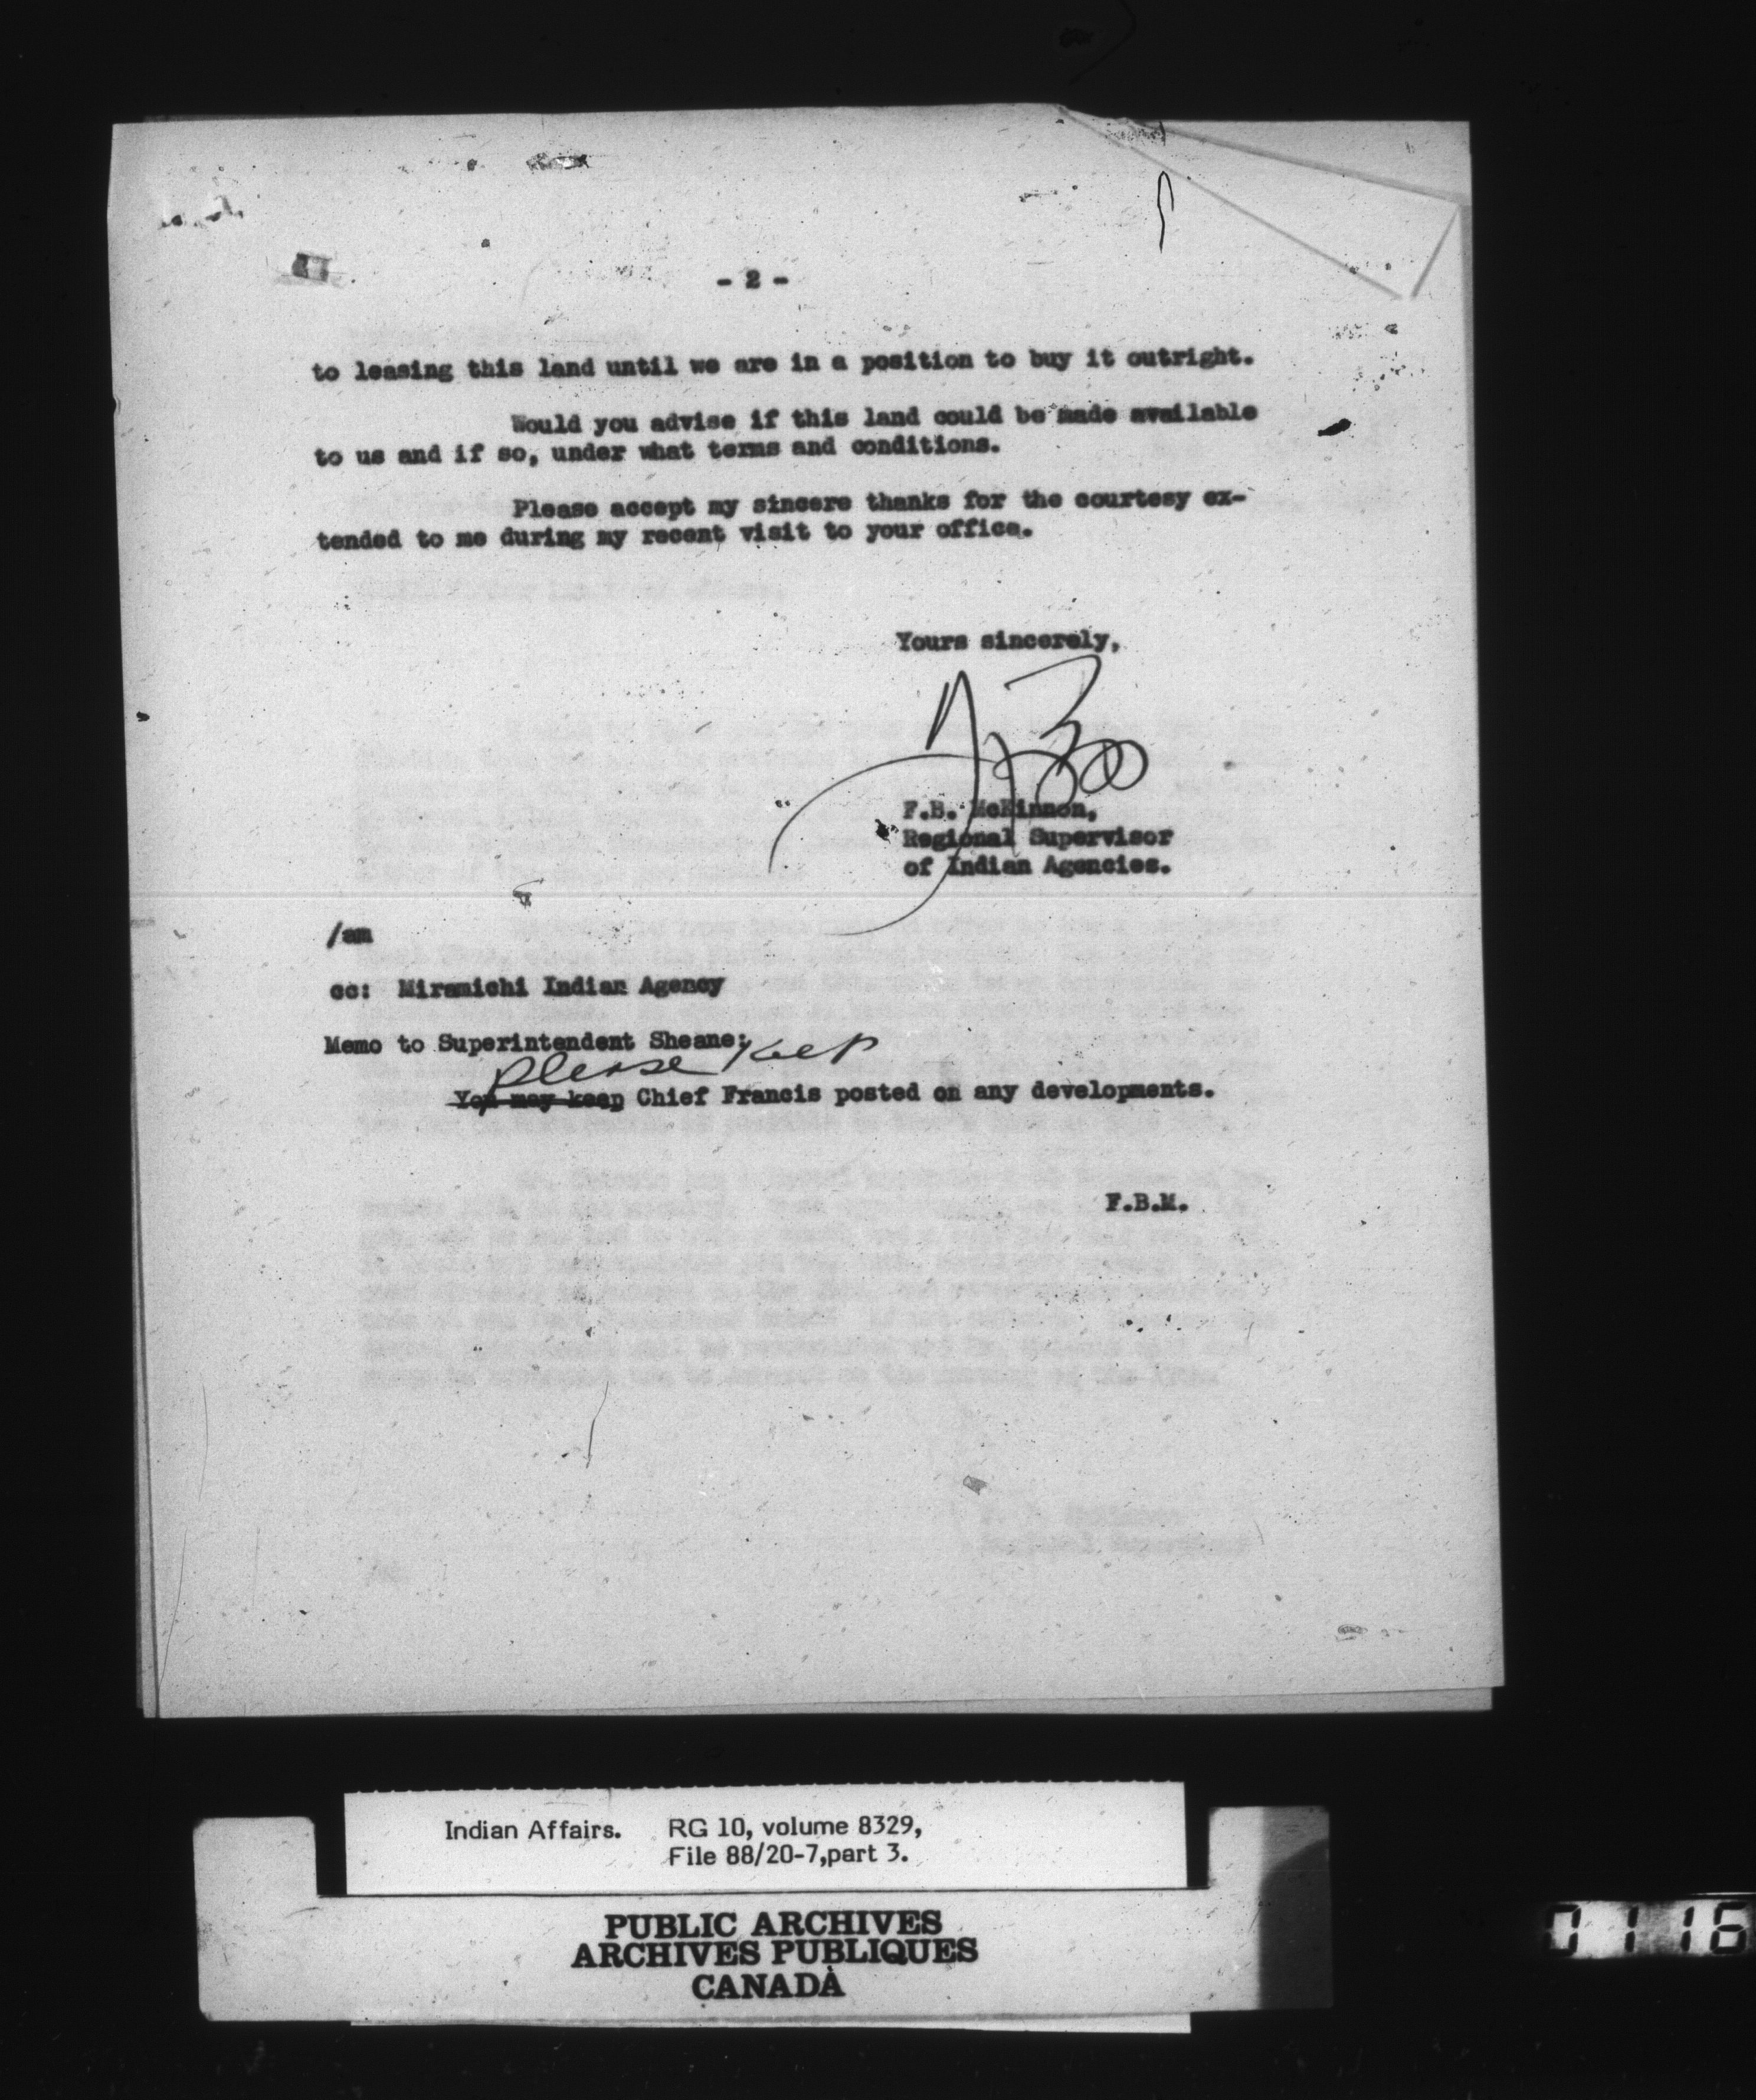 - 2 -
to leasing this land until we are in a position to buy it outright.
Would you advise if this land could be made available
to us and if so, under what terms and conditions.
Please accept my sincere thanks for the courtesy ex-
tended to me during my recent visit to your office.
Yours sincerely,
F.B. McKinnon,
Regional Supervisor
of Indian Agencies.
/am
cc: Miramichi Indian Agency
Memo to Superintendent Sheane:
please keep
You may keep Chief Francis posted on any developments.
F.B.M.
Indian Affairs. RG 10, volume 8329,
File 88/20-7,part 3.
PUBLIC ARCHIVES
ARCHIVES PUBLIQUES
CANADA
0116